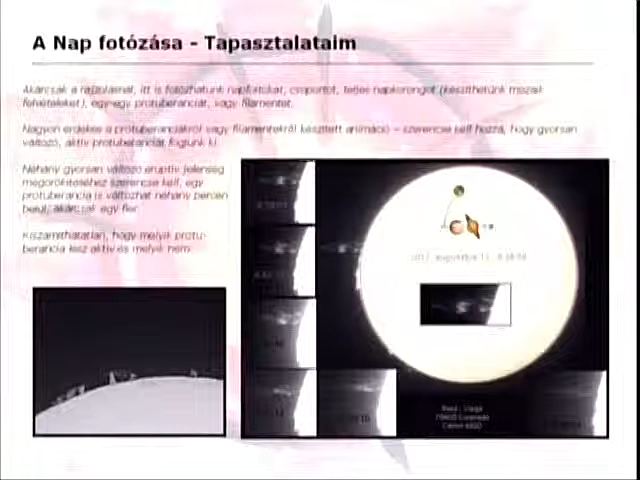 A Nap fotózása - Tapasztalataim
Akárcsak a rajzolásnál, itt is fotózhatunk napfoltokat, csoportot, teljes napkorongot (készíthetünk mozaik
felvételeket), egy-egy protuberanciát, vagy filamentet.
Nagyon érdekes a protuberanciákról vagy filamentekről készített animáció - szerencse kell hozzá, hogy gyorsan
változó, aktív protuberanciát fogjunk ki.
Néhány gyorsan változó eruptív jelenség
megörökítéséhez szerencse kell, egy
protuberancia is változhat néhány percen
belül, akárcsak egy fler.
Kiszámíthatatlan, hogy melyik protu-
berancia lesz aktív és melyik nem.